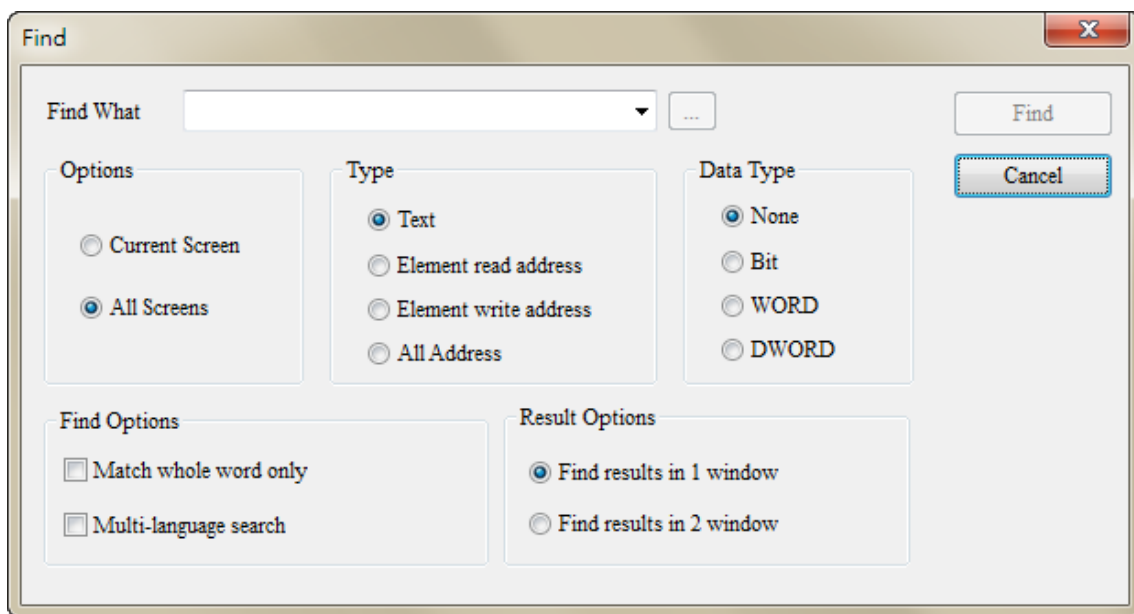 Find
Find What
...
Find
Cancel
Options
Current Screen
All Screens
Type
Text
Element read address
Element write address
All Address
Data Type
None
Bit
WORD
DWORD
Find Options
Match whole word only
Multi-language search
Result Options
Find results in 1 window
Find results in 2 window